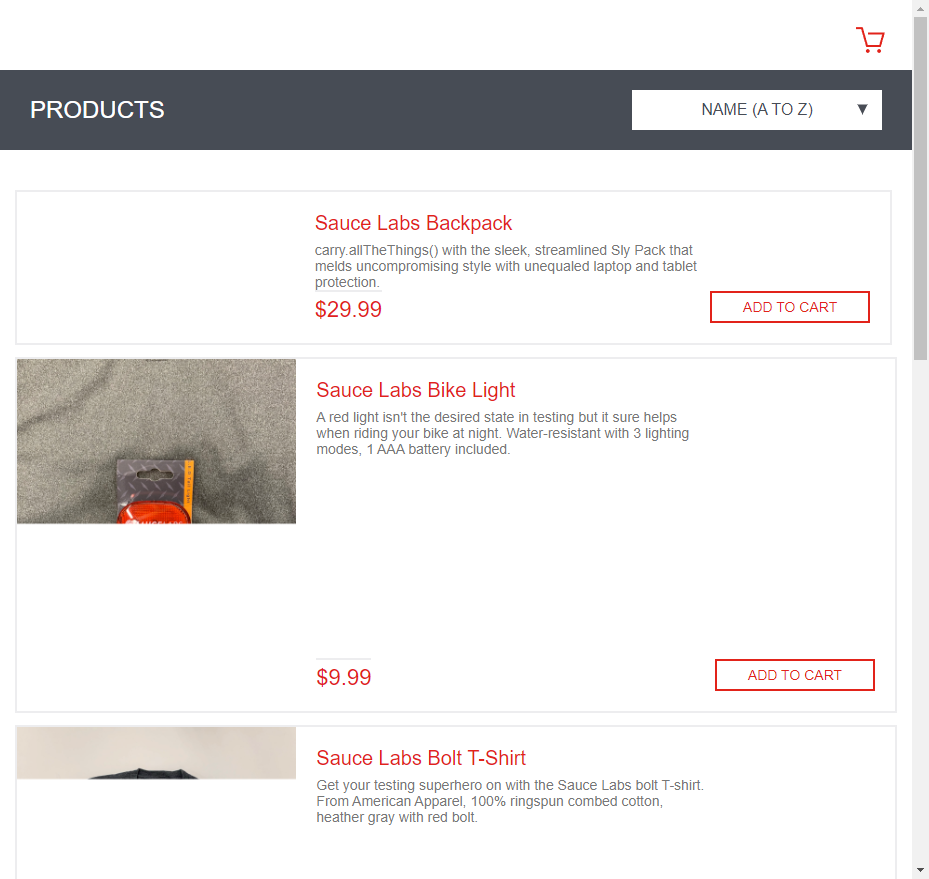 PRODUCTS
NAME (A TO Z)
Sauce Labs Backpack
carry.allTheThings() with the sleek, streamlined Sly Pack that
melds uncompromising style with unequaled laptop and tablet
protection.
$29.99
ADD TO CART
Sauce Labs Bike Light
A red light isn't the desired state in testing but it sure helps
when riding your bike at night. Water-resistant with 3 lighting
modes, 1 AAA battery included.
$9.99
ADD TO CART
Sauce Labs Bolt T-Shirt
Get your testing superhero on with the Sauce Labs bolt T-shirt.
From American Apparel, 100% ringspun combed cotton,
heather gray with red bolt.